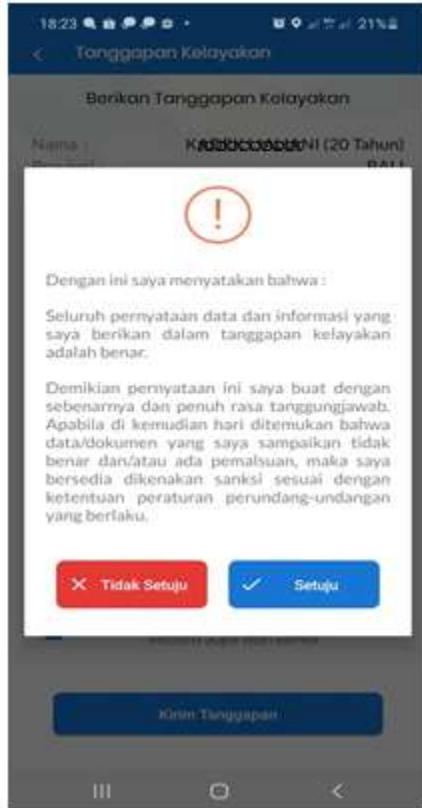 18:23
21%
Tanggapan Kelayakan
Berikan Tanggapan Kelayakan
Nama :
NI (20 Tahun)
BALI
Dengan ini saya menyatakan bahwa :
Seluruh pernyataan data dan informasi yang
saya berikan dalam tanggapan kelayakan
adalah benar.
Demikian pernyataan ini saya buat dengan
sebenarnya dan penuh rasa tanggungjawab.
Apabila di kemudian hari ditemukan bahwa
data/dokumen yang saya sampaikan tidak
benar dan/atau ada pemalsuan, maka saya
bersedia dikenakan sanksi sesuai dengan
ketentuan peraturan perundang-undangan
yang berlaku.
Tidak Setuju
Setuju
Kirim Tanggapan